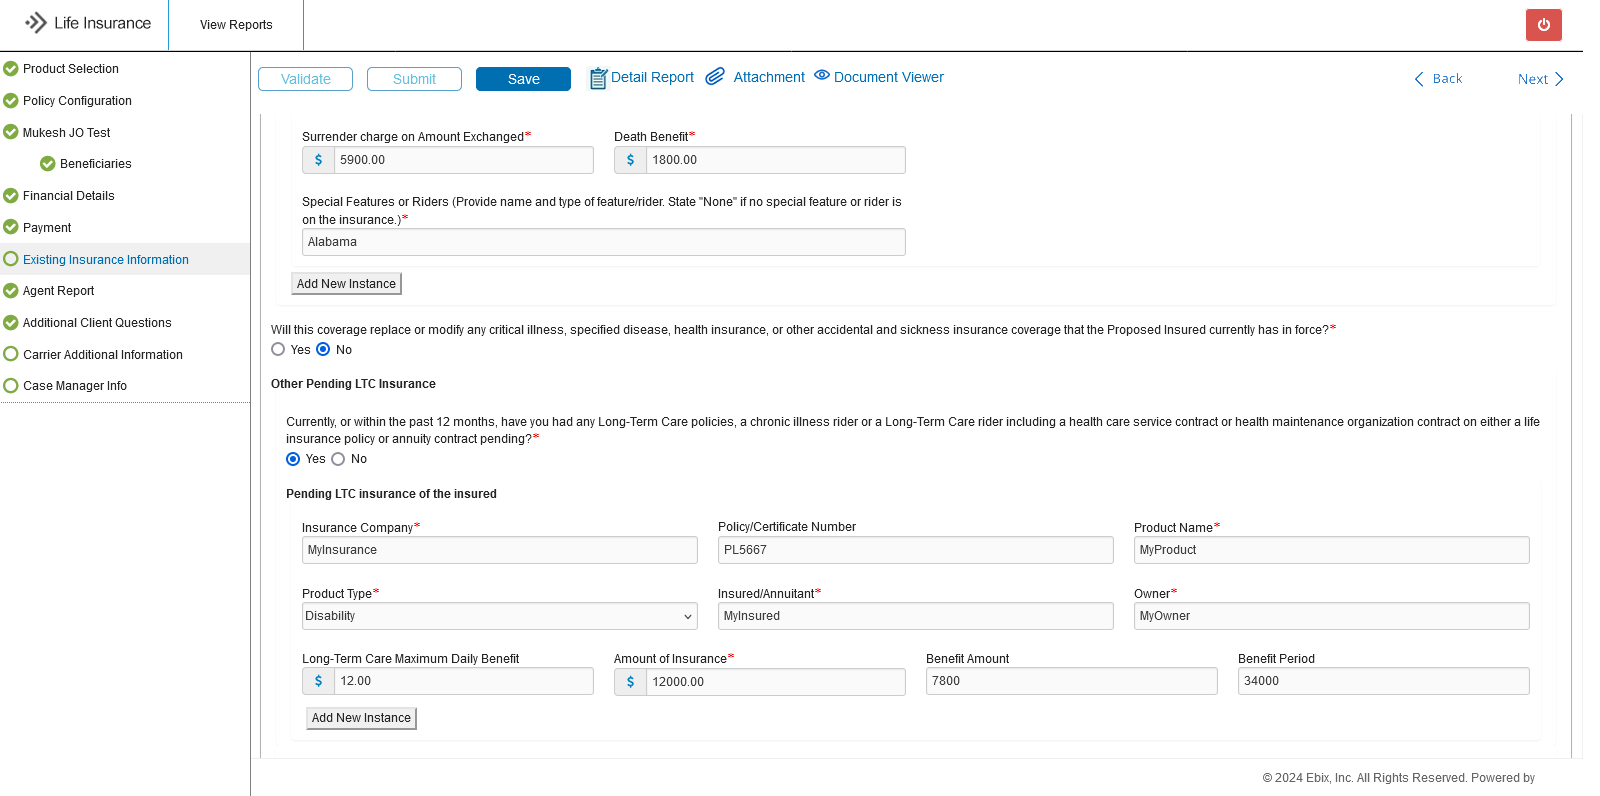 Life Insurance
View Reports
Product Selection
Policy Configuration
Mukesh JO Test
Beneficiaries
Financial Details
Payment
Existing Insurance Information
Agent Report
Additional Client Questions
Carrier Additional Information
Case Manager Info
Validate
Submit
Save
Detail Report
Attachment
Document Viewer
Back
Next
Surrender charge on Amount Exchanged*
Death Benefit*
$ 5900.00
$ 1800.00
Special Features or Riders (Provide name and type of feature/rider. State "None" if no special feature or rider is
on the insurance.)*
Alabama
Add New Instance
Will this coverage replace or modify any critical illness, specified disease, health insurance, or other accidental and sickness insurance coverage that the Proposed Insured currently has in force?*
Yes No
Other Pending LTC Insurance
Currently, or within the past 12 months, have you had any Long-Term Care policies, a chronic illness rider or a Long-Term Care rider including a health care service contract or health maintenance organization contract on either a life
insurance policy or annuity contract pending?*
Yes No
Pending LTC insurance of the insured
Insurance Company*
Policy/Certificate Number
Product Name*
MyInsurance
PL5667
MyProduct
Product Type*
Insured/Annuitant*
Owner*
Disability
MyInsured
MyOwner
Long-Term Care Maximum Daily Benefit
Amount of Insurance*
Benefit Amount
Benefit Period
$ 12.00
$ 12000.00
7800
34000
Add New Instance
© 2024 Ebix, Inc. All Rights Reserved. Powered by